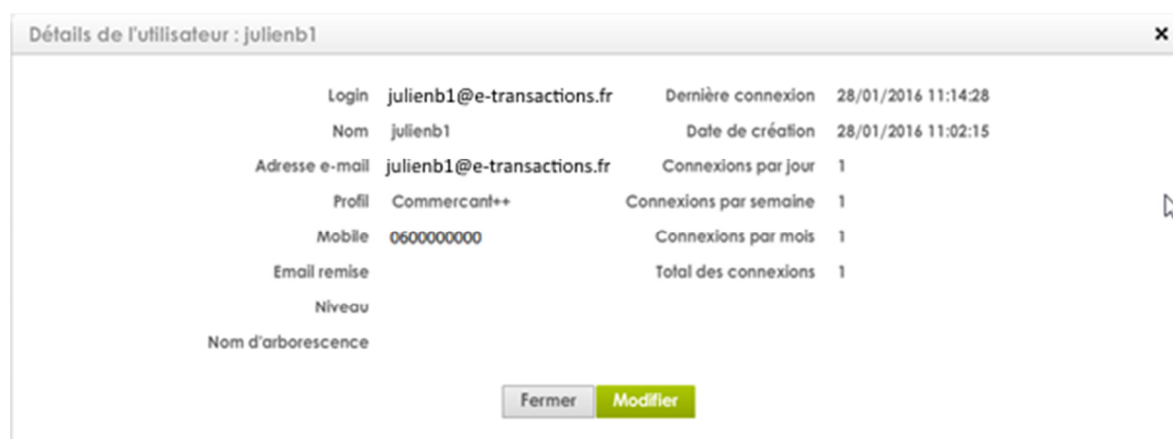 Détails de l'utilisateur : julienb1
Login julienb1@e-transactions.fr Dernière connexion 28/01/2016 11:14:28
Nom julienb1 Date de création 28/01/2016 11:02:15
Adresse e-mail julienb1@e-transactions.fr Connexions par jour 1
Profil Commercant++ Connexions par semaine 1
Mobile 0600000000 Connexions par mois 1
Email remise Total des connexions 1
Niveau
Nom d'arborescence
Fermer Modifier